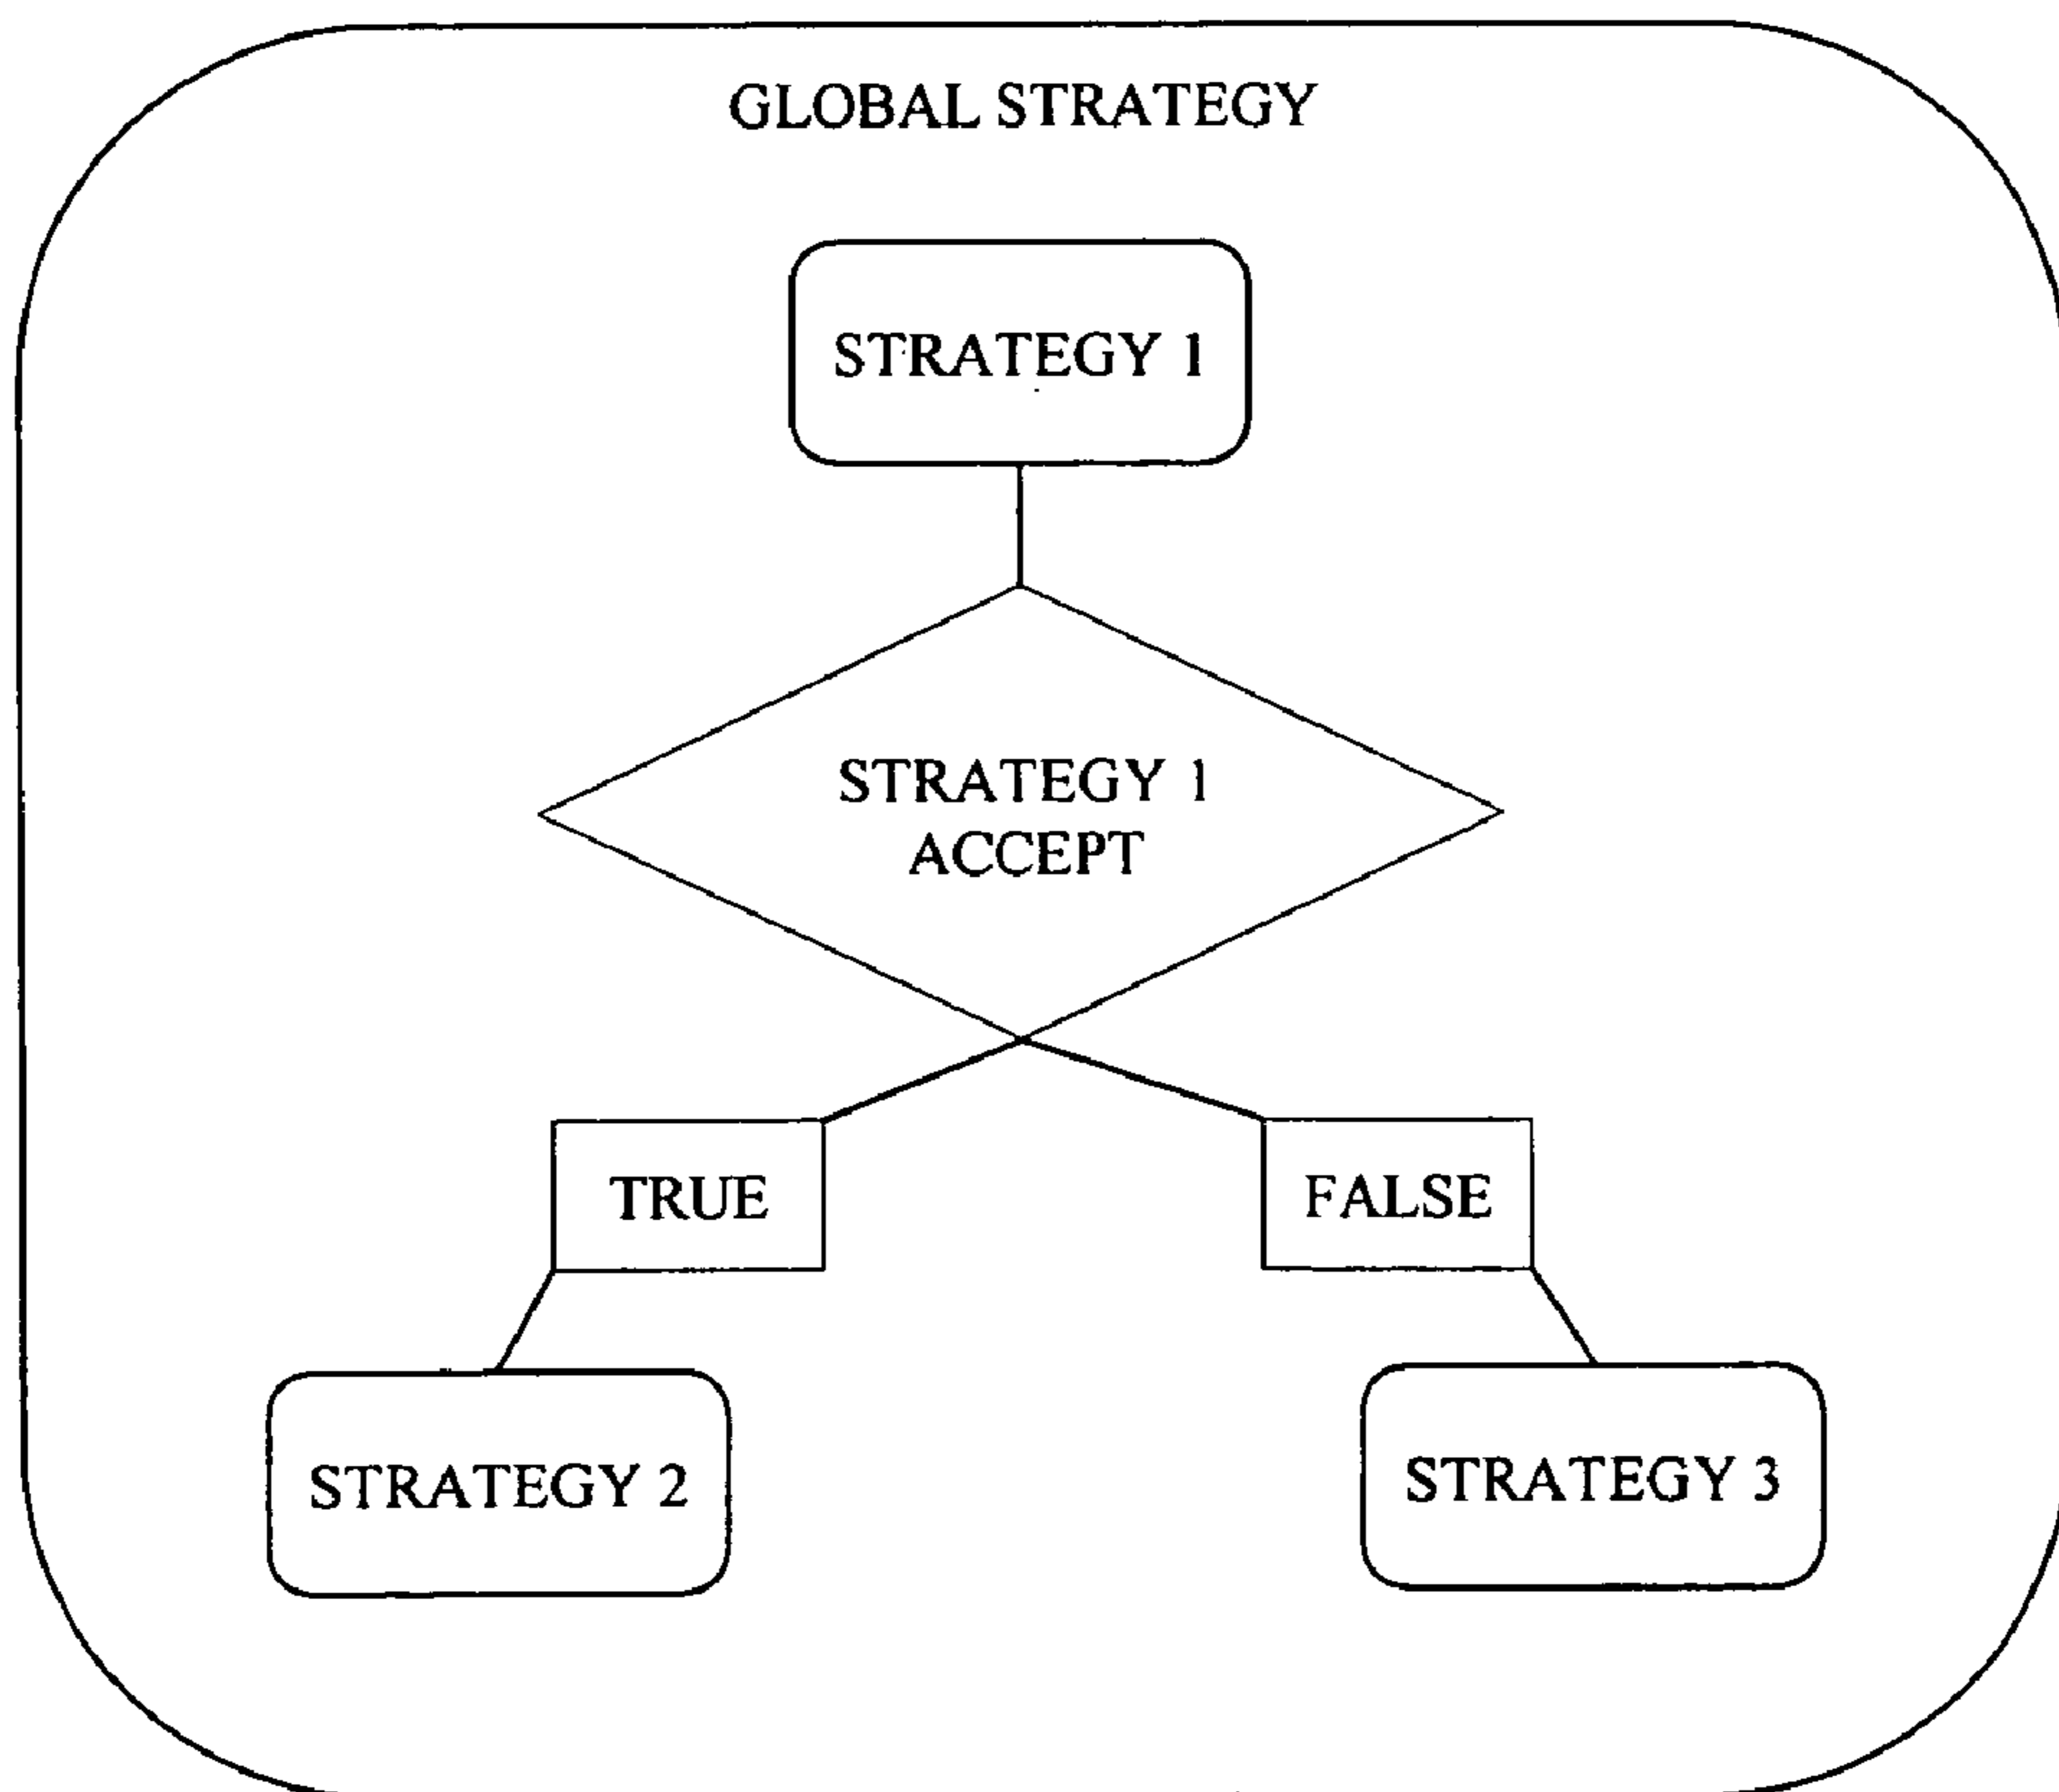 GLOBAL STRATEGY
STRATEGY 1
STRATEGY 1
ACCEPT
TRUE
FALSE
STRATEGY 2
STRATEGY 3